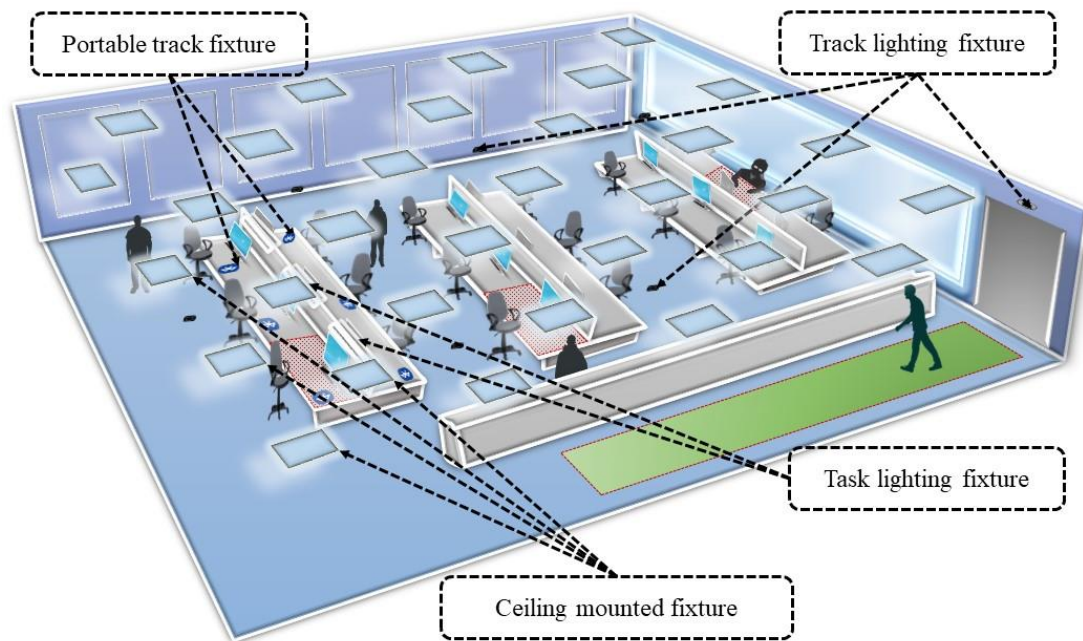 Portable track fixture
Track lighting fixture
Task lighting fixture
Ceiling mounted fixture